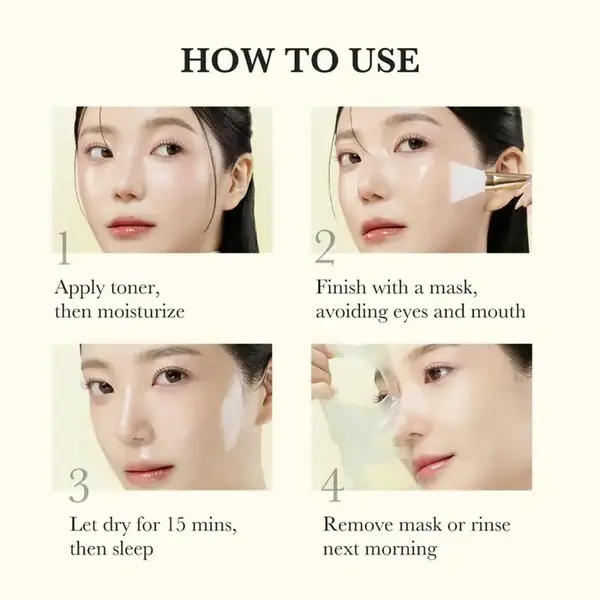 HOW TO USE
1
Apply toner,
then moisturize
2
Finish with a mask,
avoiding eyes and mouth
3
Let dry for 15 mins,
then sleep
4
Remove mask or rinse
next morning